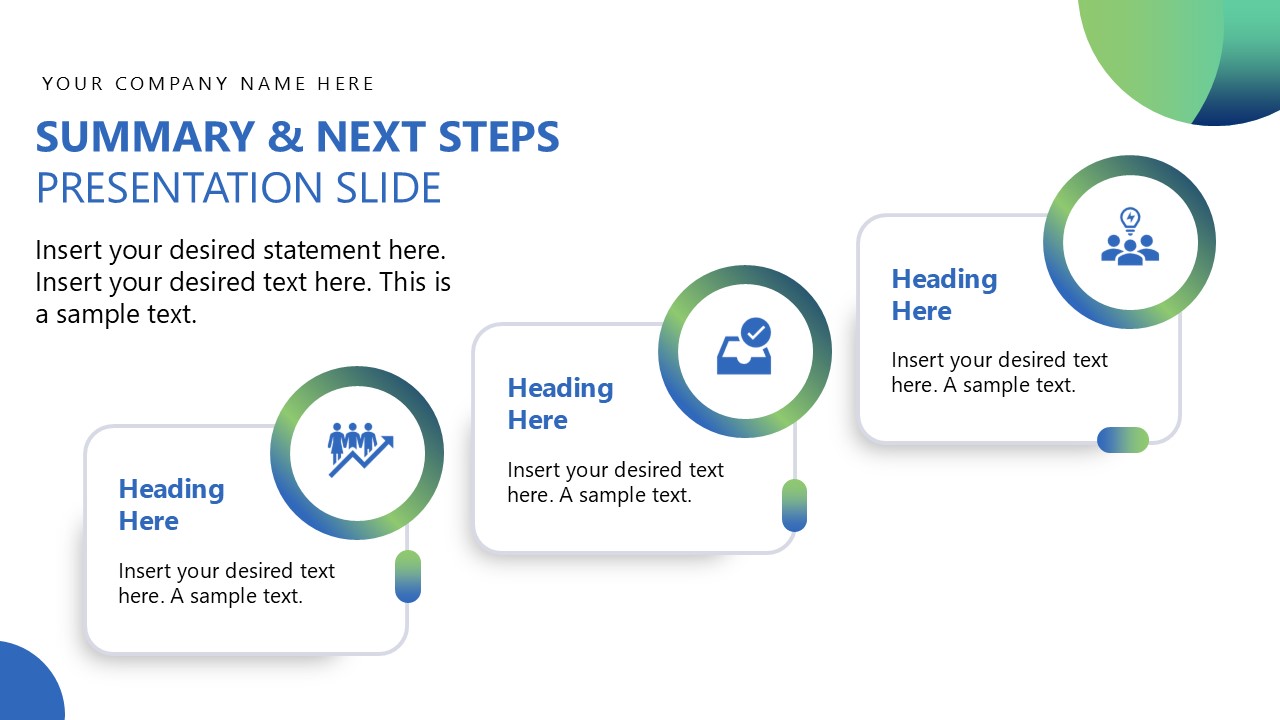 YOUR COMPANY NAME HERE
SUMMARY & NEXT STEPS
PRESENTATION SLIDE
Insert your desired statement here.
Insert your desired text here. This is
a sample text.
Heading
Here
Insert your desired text
here. A sample text.
Heading
Here
Insert your desired text
here. A sample text.
Heading
Here
Insert your desired text
here. A sample text.